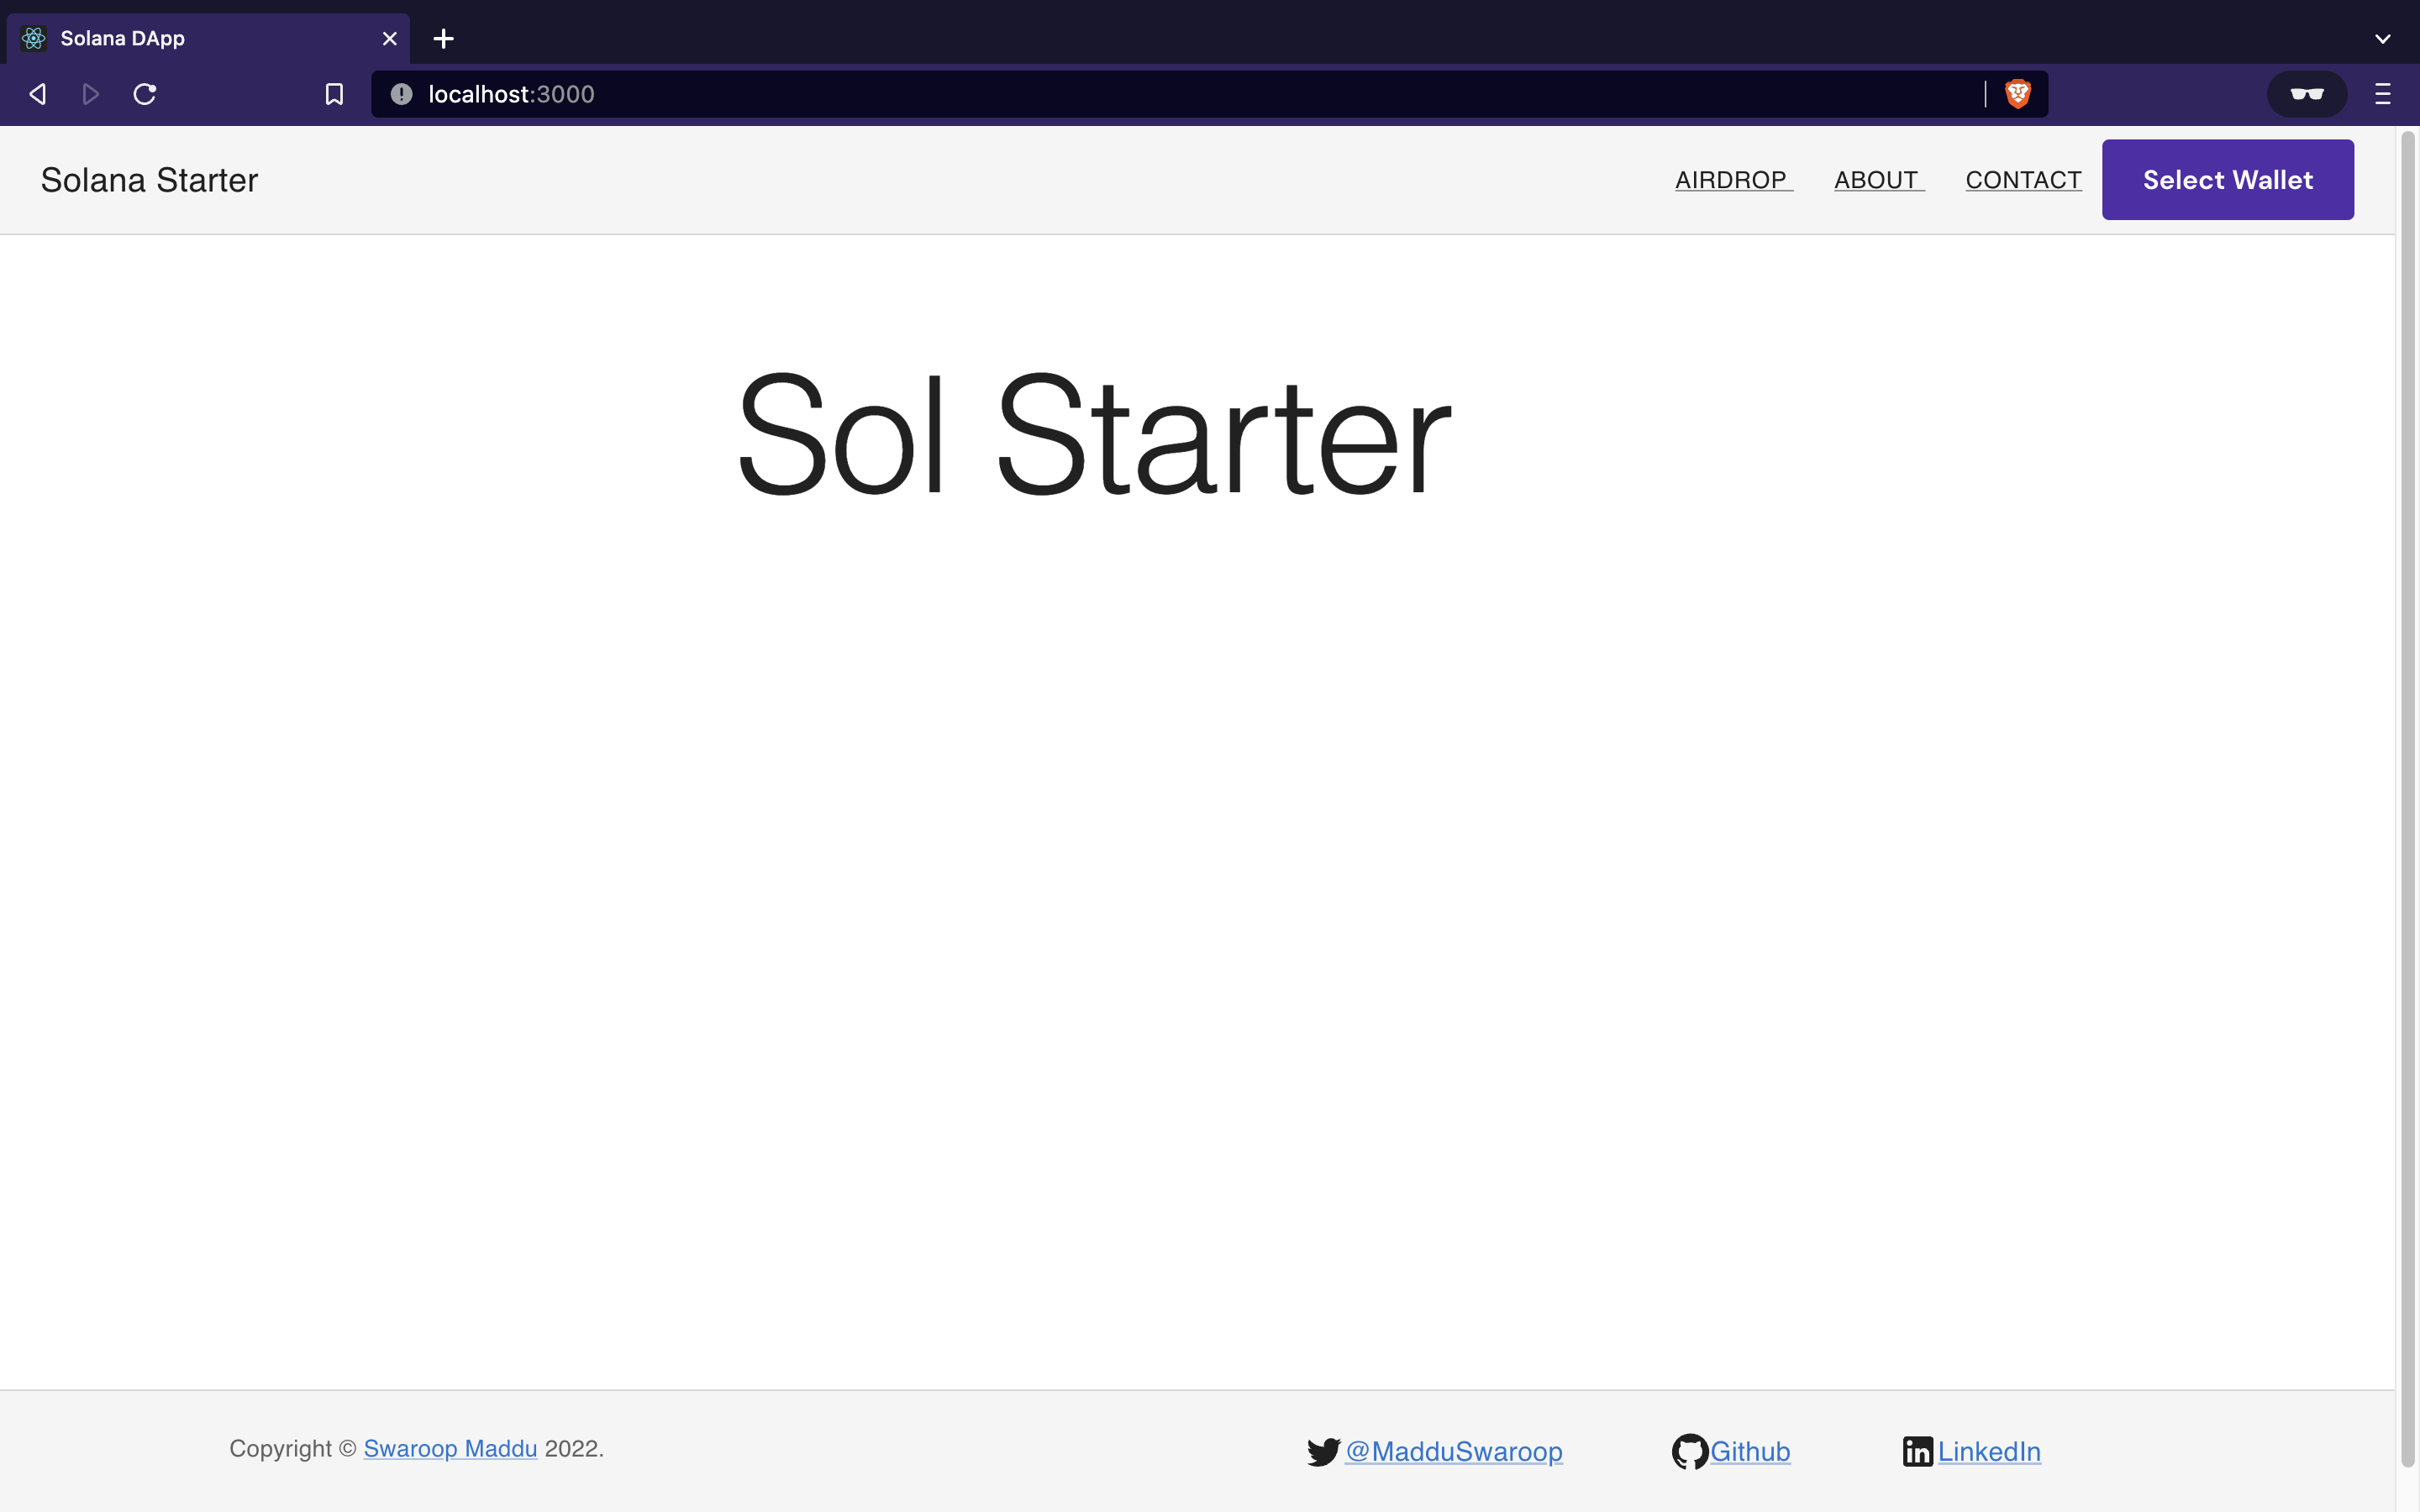 Solana DApp
localhost:3000
Solana Starter
AIRDROP ABOUT CONTACT Select Wallet
Sol Starter
Copyright © Swaroop Maddu 2022. @MadduSwaroop Github LinkedIn